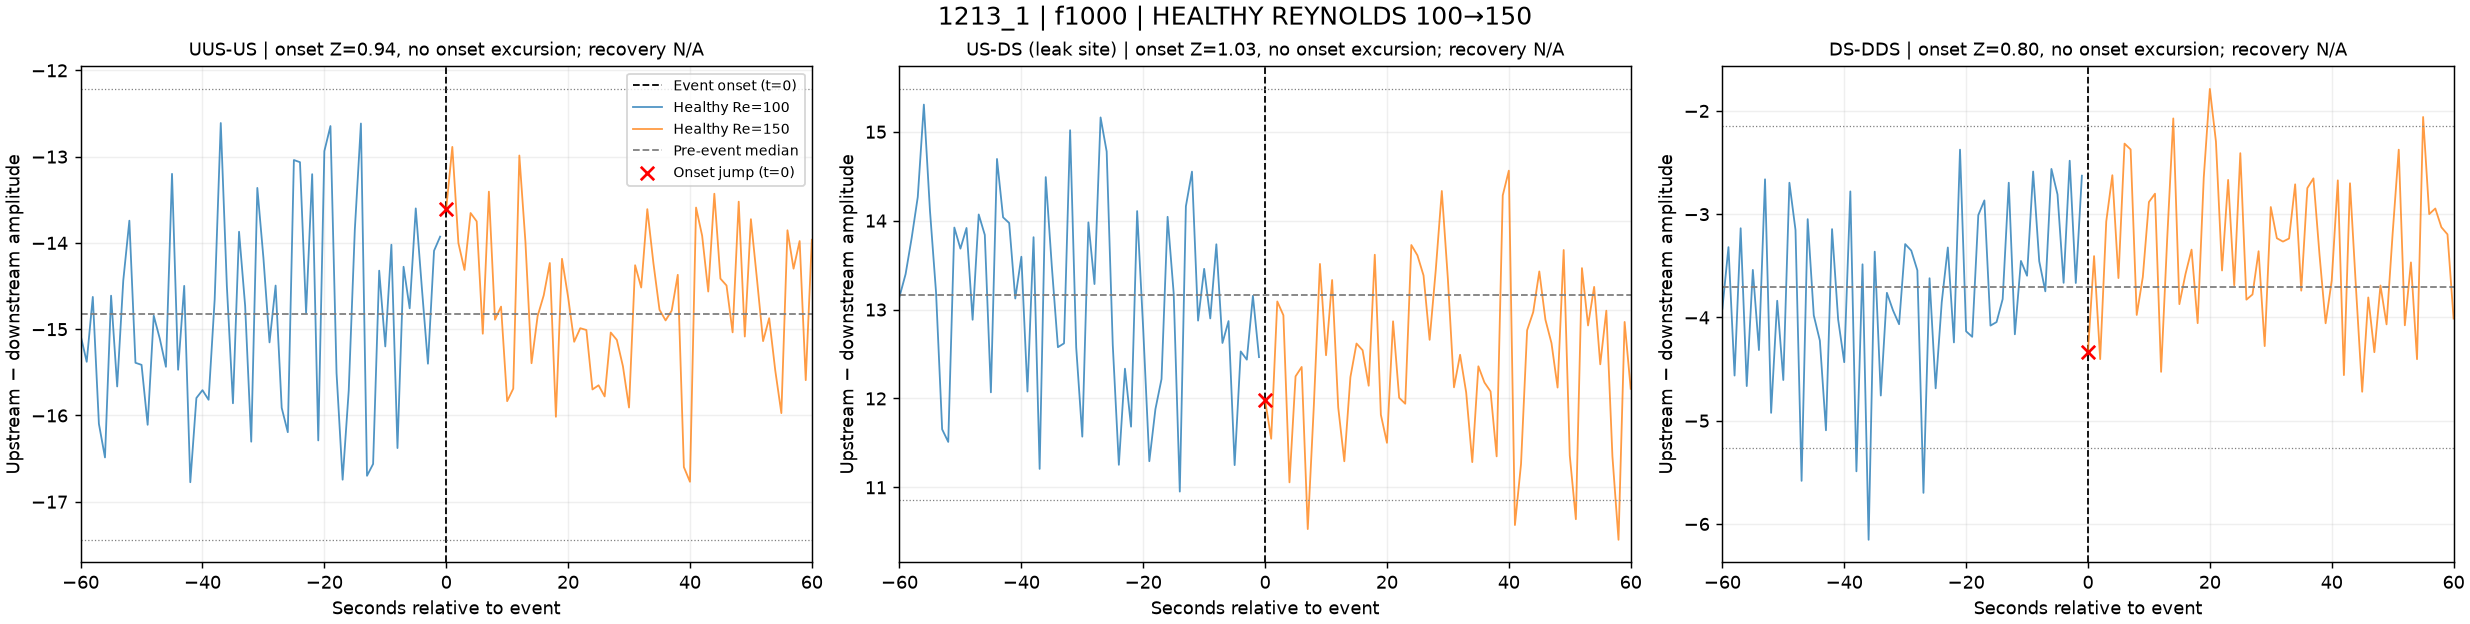 1213_1 | f1000 | HEALTHY REYNOLDS 100→150
UUS-US | onset Z=0.94, no onset excursion; recovery N/A
Upstream − downstream amplitude
−12
−13
−14
−15
−16
−17
Event onset (t=0)
Healthy Re=100
Healthy Re=150
Pre-event median
Onset jump (t=0)
−60 −40 −20 0 20 40 60
Seconds relative to event
US-DS (leak site) | onset Z=1.03, no onset excursion; recovery N/A
Upstream − downstream amplitude
15
14
13
12
11
−60 −40 −20 0 20 40 60
Seconds relative to event
DS-DDS | onset Z=0.80, no onset excursion; recovery N/A
Upstream − downstream amplitude
−2
−3
−4
−5
−6
−60 −40 −20 0 20 40 60
Seconds relative to event